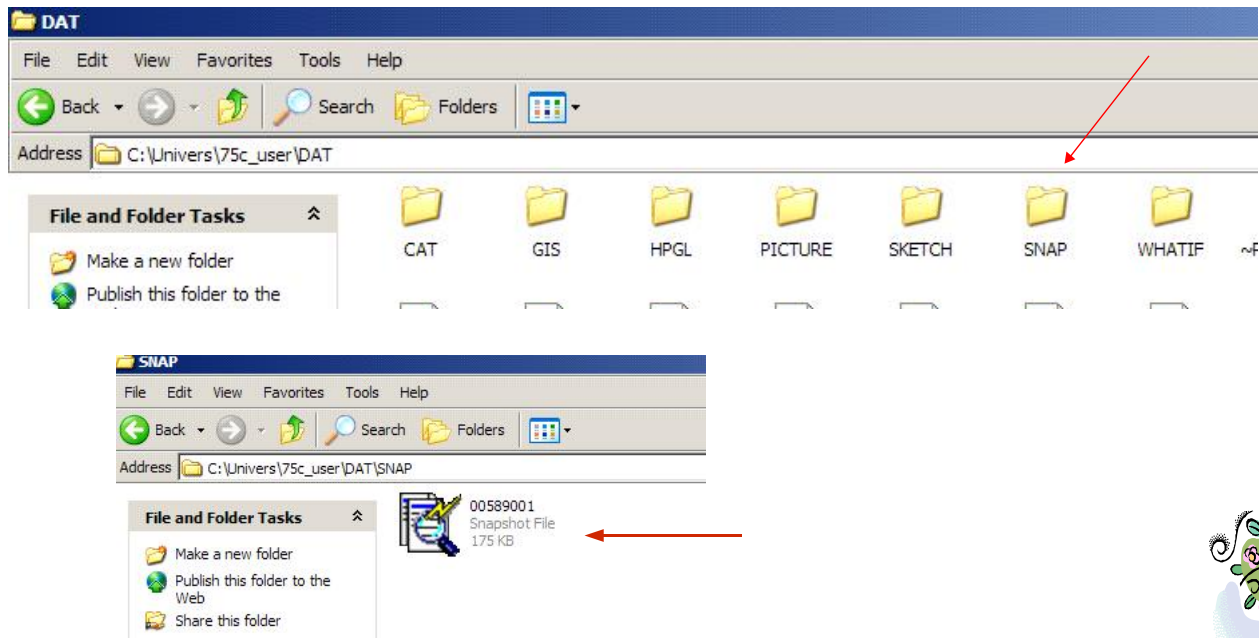 DAT
File Edit View Favorites Tools Help
Back Search Folders
Address C:\Univers\75c_user\DAT
File and Folder Tasks
Make a new folder
Publish this folder to the
CAT GIS HPGL PICTURE SKETCH SNAP WHATIF
SNAP
File Edit View Favorites Tools Help
Back Search Folders
Address C:\Univers\75c_user\DAT\SNAP
File and Folder Tasks
Make a new folder
Publish this folder to the
Web
Share this folder
00589001
Snapshot File
175 KB